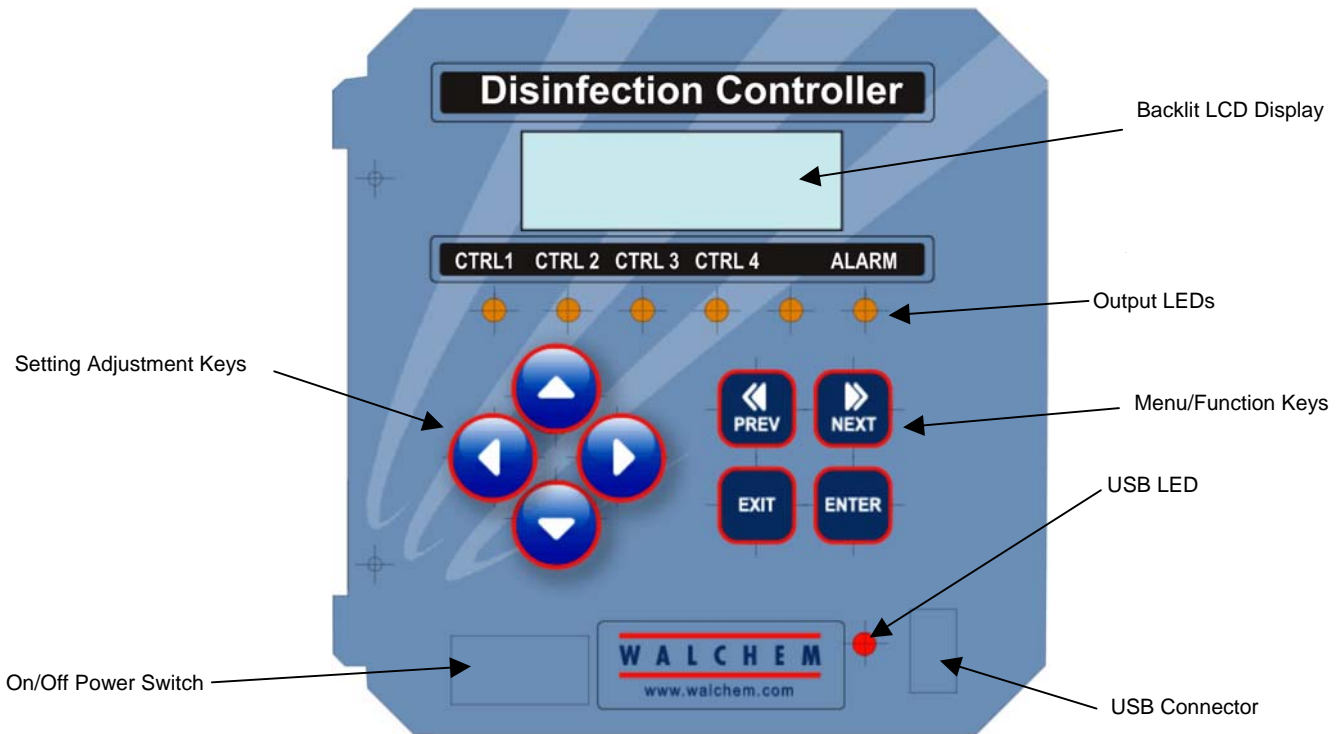 Disinfection Controller
Backlit LCD Display
CTRL1 CTRL 2 CTRL 3 CTRL 4 ALARM
Output LEDs
Setting Adjustment Keys
PREV NEXT
Menu/Function Keys
USB LED
EXIT ENTER
On/Off Power Switch
WALCHEM
www.walchem.com
USB Connector